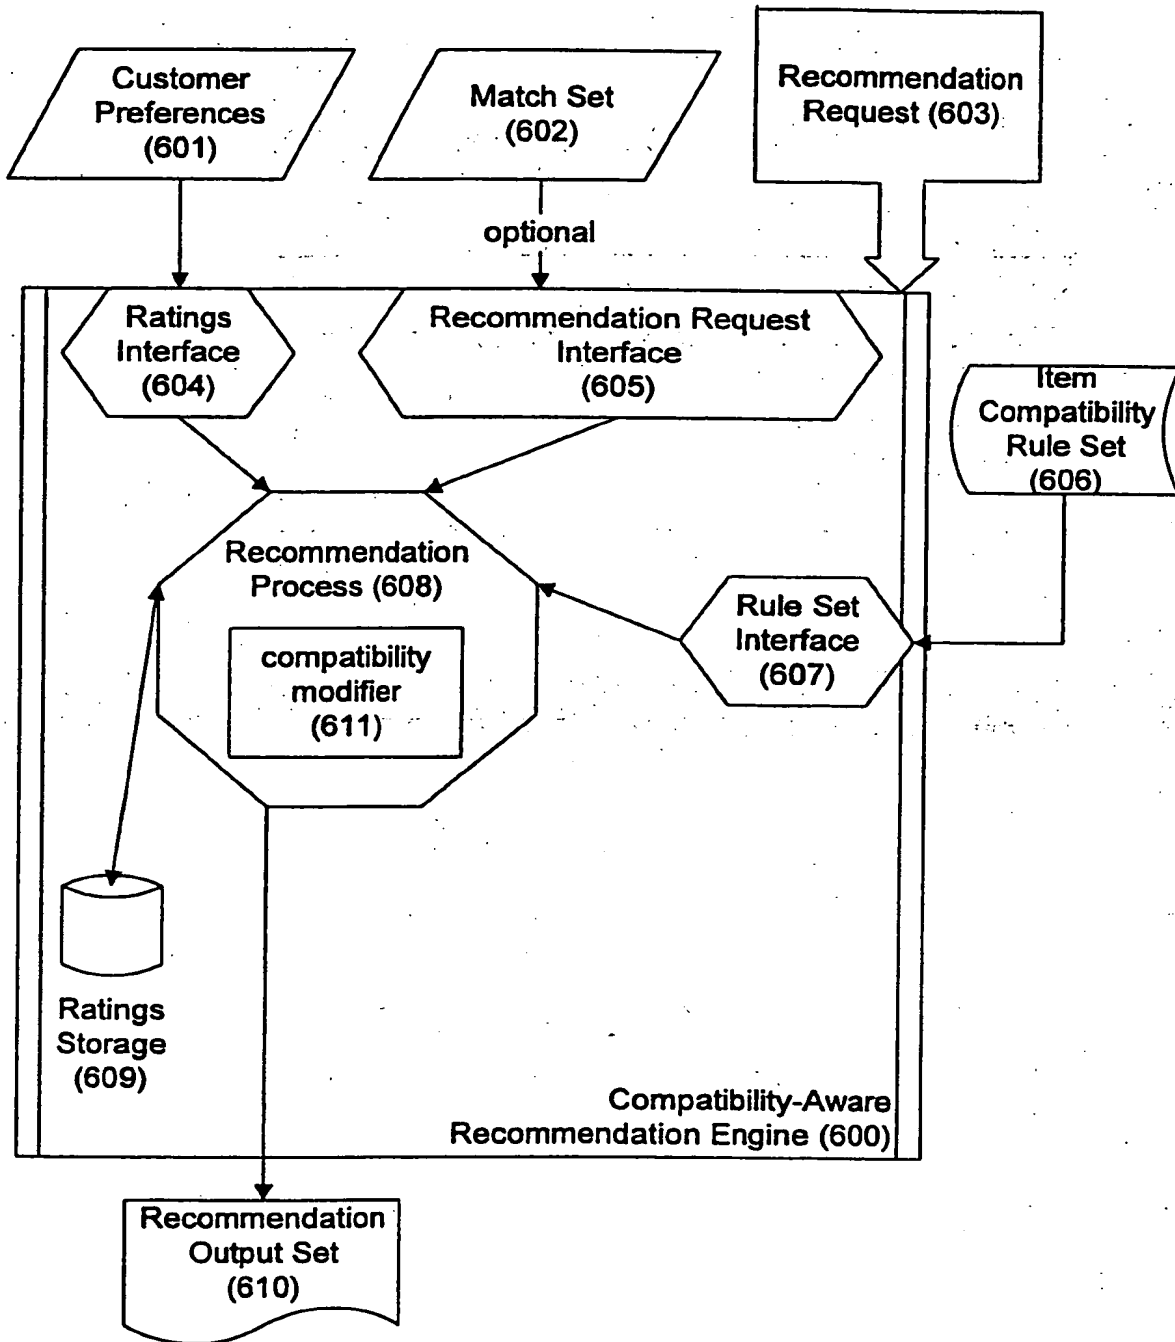 Customer
Preferences
(601)
Match Set
(602)
Recommendation
Request (603)
optional
Ratings
Interface
(604)
Recommendation Request
Interface
(605)
Item
Compatibility
Rule Set
(606)
Recommendation
Process (608)
compatibility
modifier
(611)
Rule Set
Interface
(607)
Ratings
Storage
(609)
Compatibility-Aware
Recommendation Engine (600)
Recommendation
Output Set
(610)